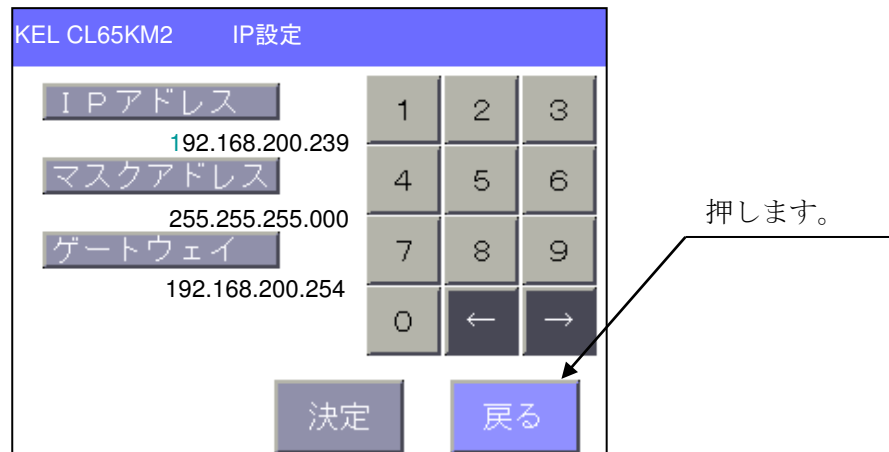 KEL CL65KM2 IP設定
ＩＰアドレス
192.168.200.239
マスクアドレス
255.255.255.000
ゲートウェイ
192.168.200.254
1 2 3
4 5 6
7 8 9
0 ← →
決定 戻る
押します。